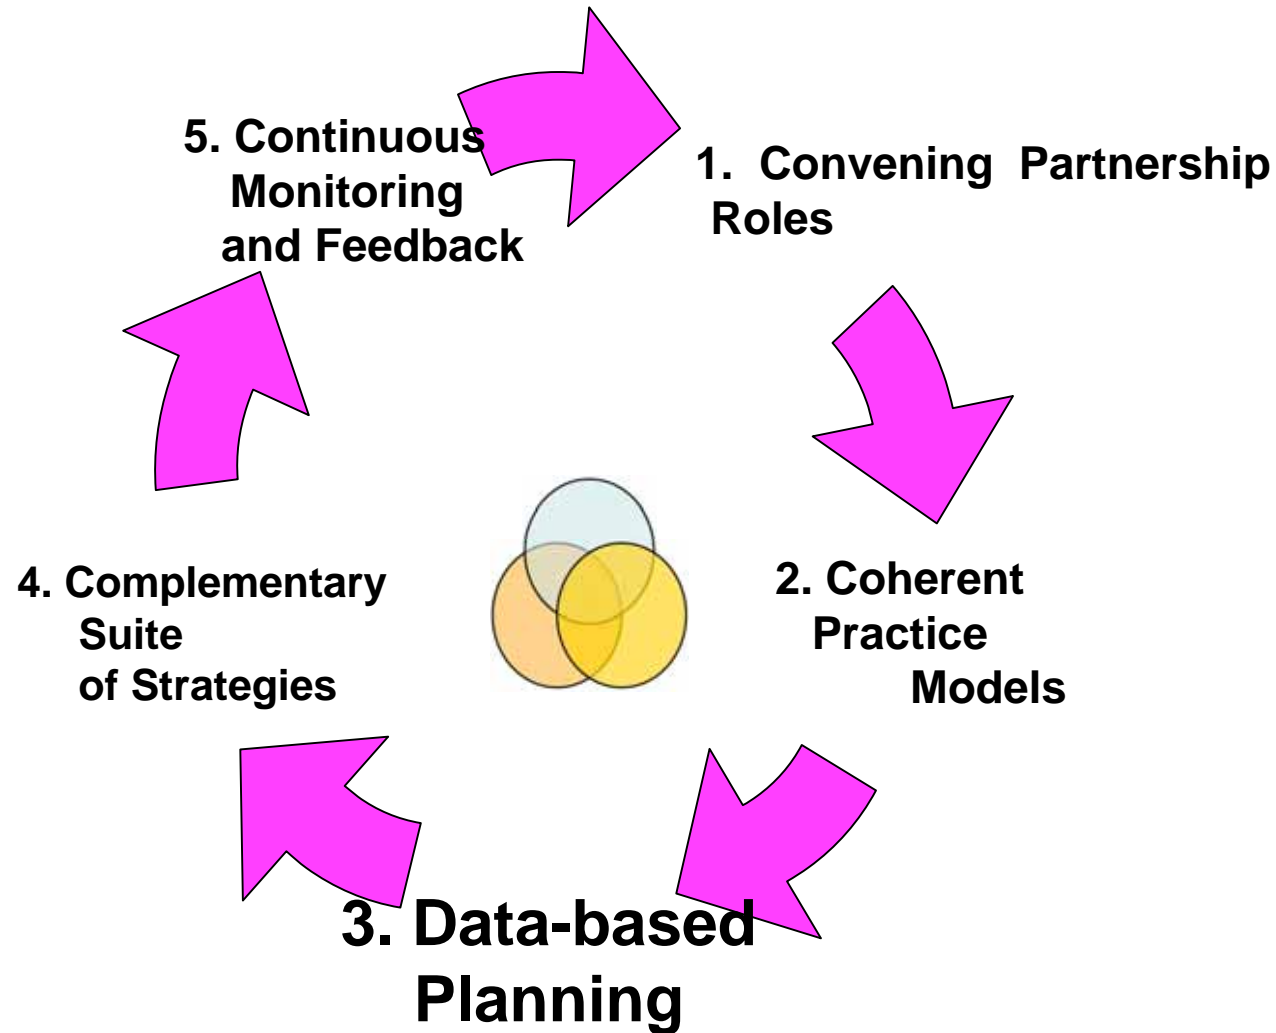 1. Convening Partnership
Roles
2. Coherent
Practice
Models
3. Data-based
Planning
4. Complementary
Suite
of Strategies
5. Continuous
Monitoring
and Feedback